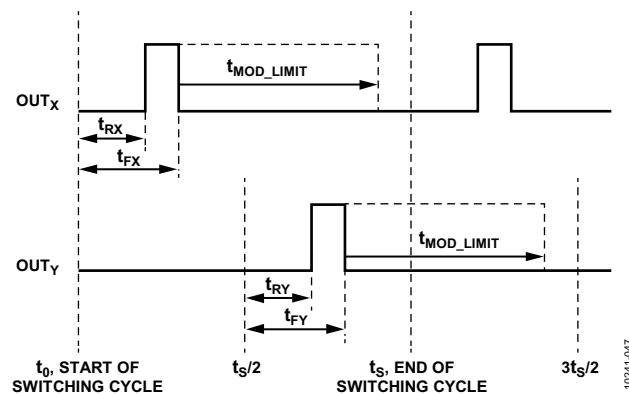 OUTX
tMOD_LIMIT
tRX
tFX
OUTY
tMOD_LIMIT
tRY
tFY
t0, START OF
SWITCHING CYCLE
tS/2
tS, END OF
SWITCHING CYCLE
3tS/2
10241-047